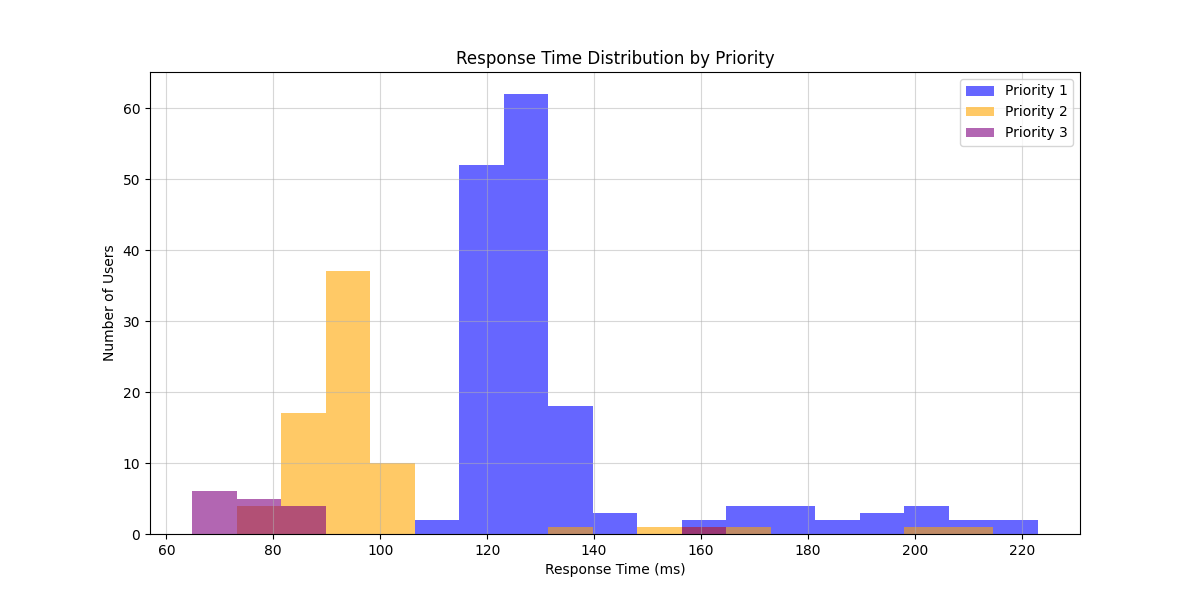 Response Time Distribution by Priority
Priority 1
Priority 2
Priority 3
Number of Users
60
50
40
30
20
10
0
60 80 100 120 140 160 180 200 220
Response Time (ms)